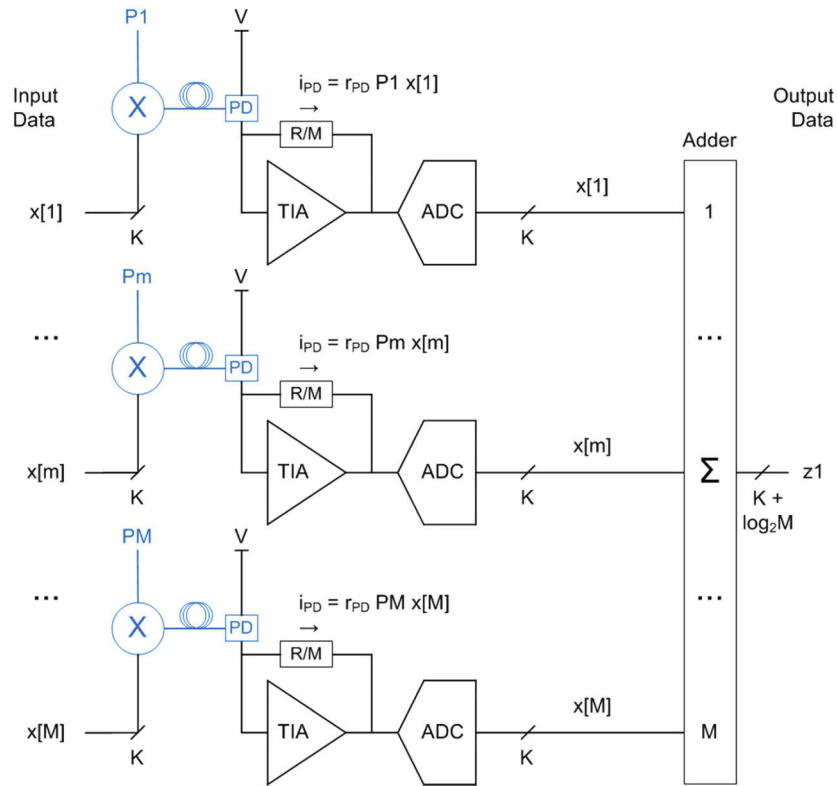 P1
V
Input
Data
X
PD
i_PD = r_PD P1 x[1]
→
R/M
Output
Data
Adder
x[1]
K
TIA
ADC
K
x[1]
1
Pm
V
...
X
PD
i_PD = r_PD Pm x[m]
→
R/M
...
x[m]
K
TIA
ADC
K
x[m]
Σ
z1
K +
log₂M
PM
V
...
X
PD
i_PD = r_PD PM x[M]
→
R/M
...
x[M]
K
TIA
ADC
K
x[M]
M